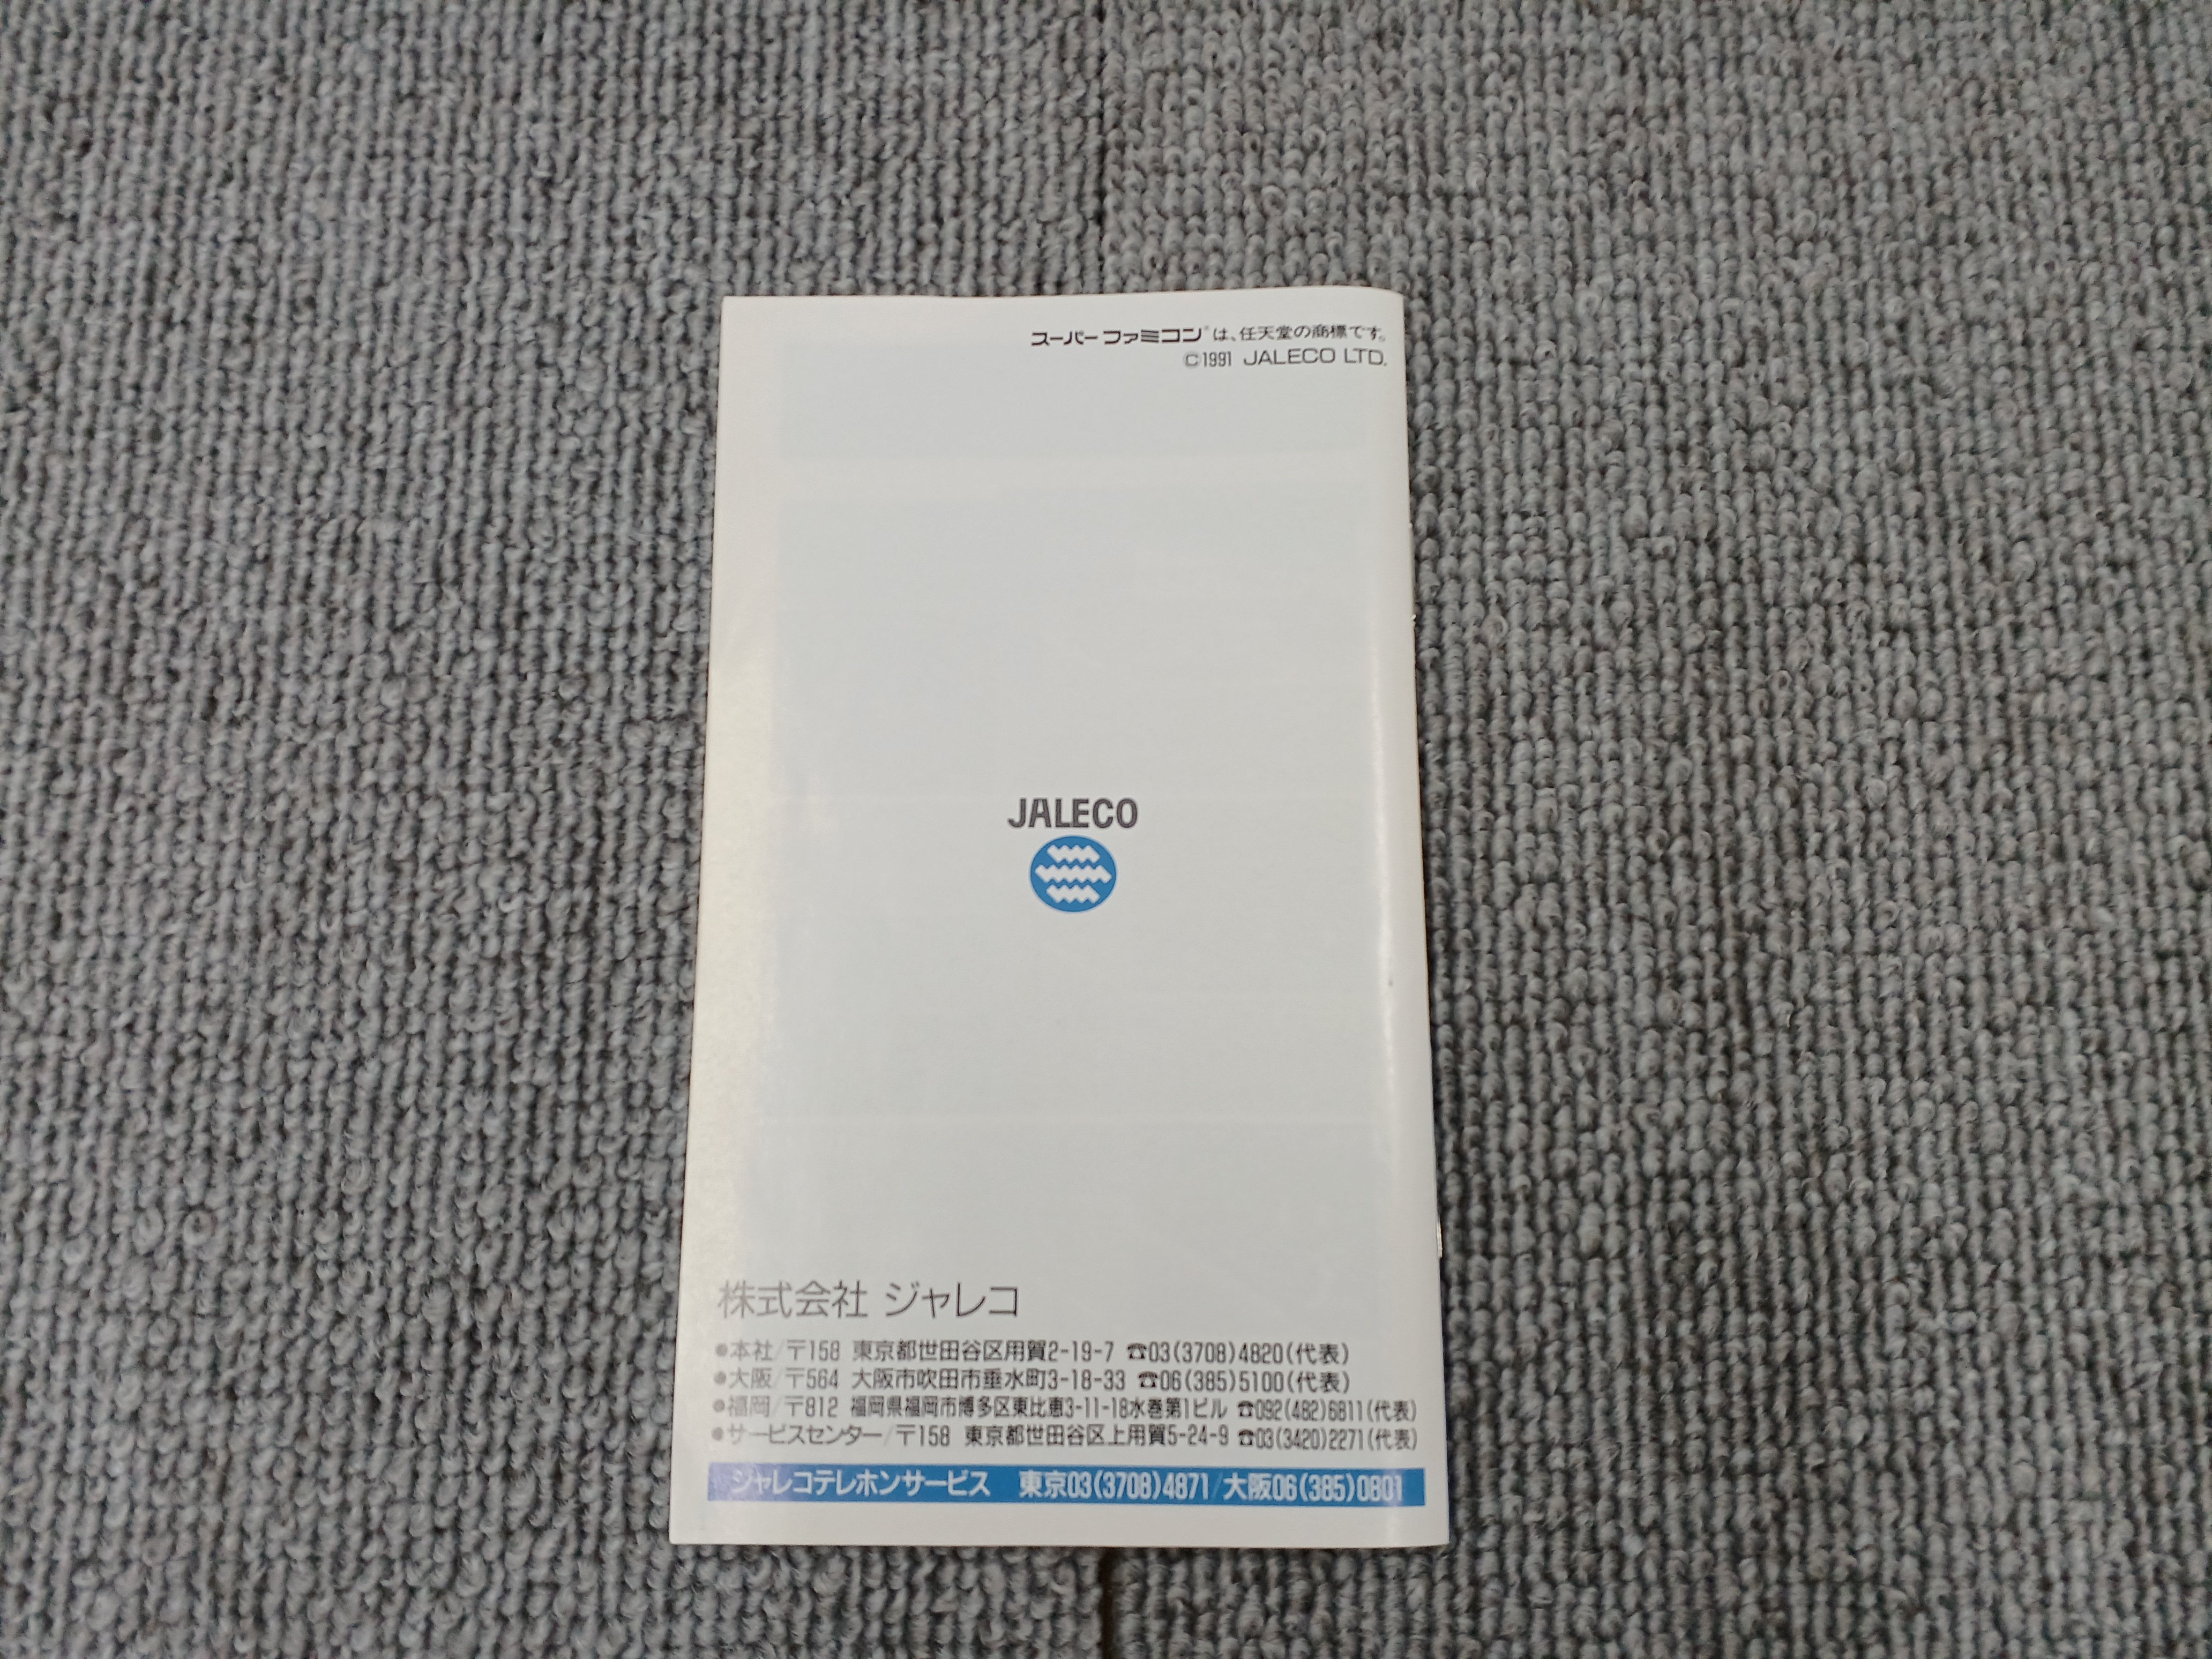 スーパーファミコン®は、任天堂の商標です。
©1991 JALECO LTD.
JALECO
株式会社 ジャレコ
●本社/〒158 東京都世田谷区用賀2-19-7 ☎03(3708)4820(代表)
●大阪/〒564 大阪市吹田市垂水町3-18-33 ☎06(385)5100(代表)
●福岡/〒812 福岡県福岡市博多区東比恵3-11-18水巻第1ビル ☎092(482)6811(代表)
●サービスセンター/〒158 東京都世田谷区上用賀5-24-9 ☎03(3420)2271(代表)
ジャレコテレホンサービス 東京03(3708)4871/大阪06(385)0801